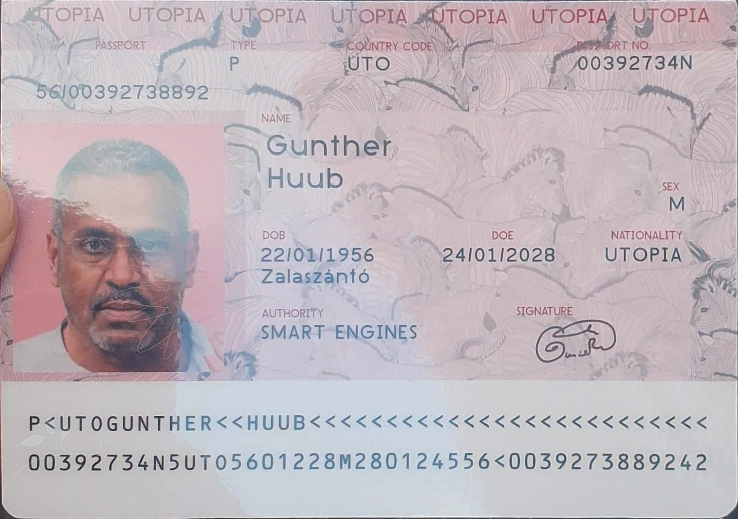 UTOPIA UTOPIA UTOPIA UTOPIA UTOPIA UTOPIA UTOPIA
PASSPORT TYPE COUNTRY CODE PASSPORT NO
P UTO 00392734N
56/00392738892
NAME
Gunther
Huub
SEX
M
DOB DOE NATIONALITY
22/01/1956 24/01/2028 UTOPIA
Zalaszántó
AUTHORITY SIGNATURE
SMART ENGINES
P<UTOGUNTHER<<HUUB<<<<<<<<<<<<<<<<<<<<<<<<<<
00392734N5UTO5601228M280124556<0039273889242